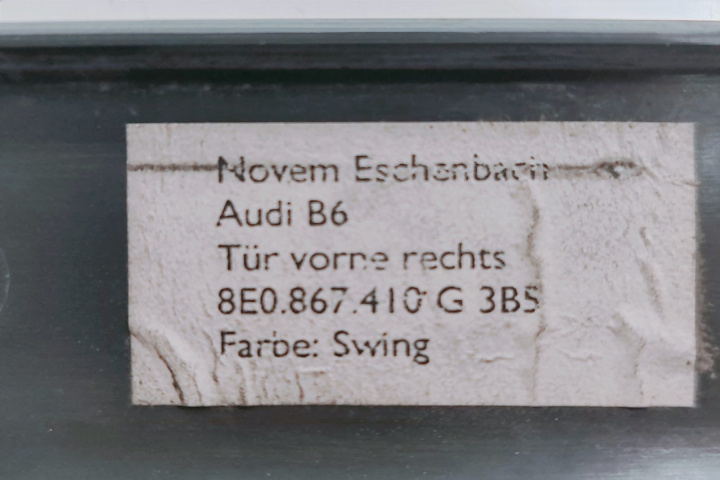 Novem Eschenbach
Audi B6
Tür vorne rechts
8E0.867.410 G 3B5
Farbe: Swing